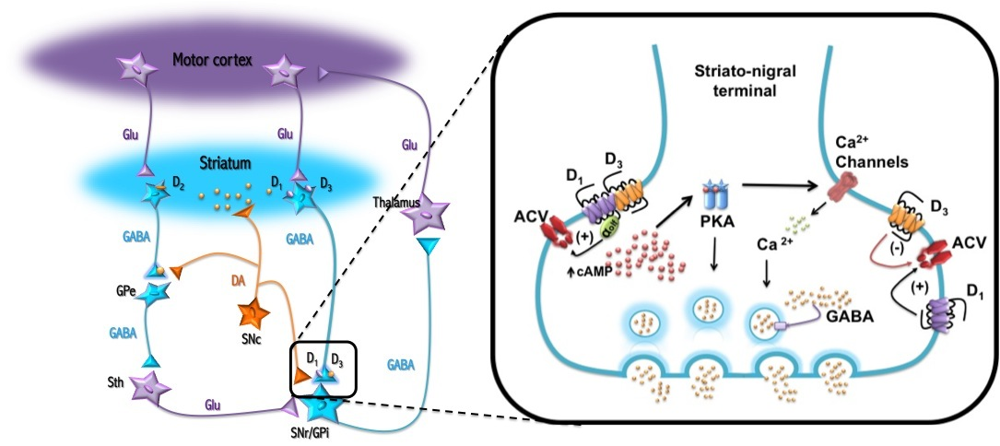 Motor cortex
Glu
Glu
Glu
Striatum
D2
D1
D3
Thalamus
GABA
GABA
DA
GPe
SNc
GABA
D1
D3
GABA
Sth
Glu
SNr/GPi
Striato-nigral
terminal
Ca2+
Channels
D3
D1
ACV
(+)
Gαolf
PKA
cAMP
Ca 2+
D3
(-)
ACV
(+)
D1
GABA